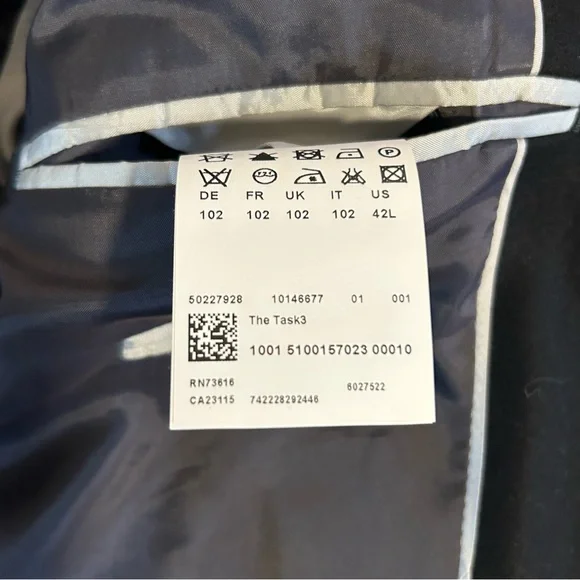 DE FR UK IT US
102 102 102 102 42L
50227928 10146677 01 001
The Task3
1001 5100157023 00010
RN73616 6027522
CA23115 742228292446